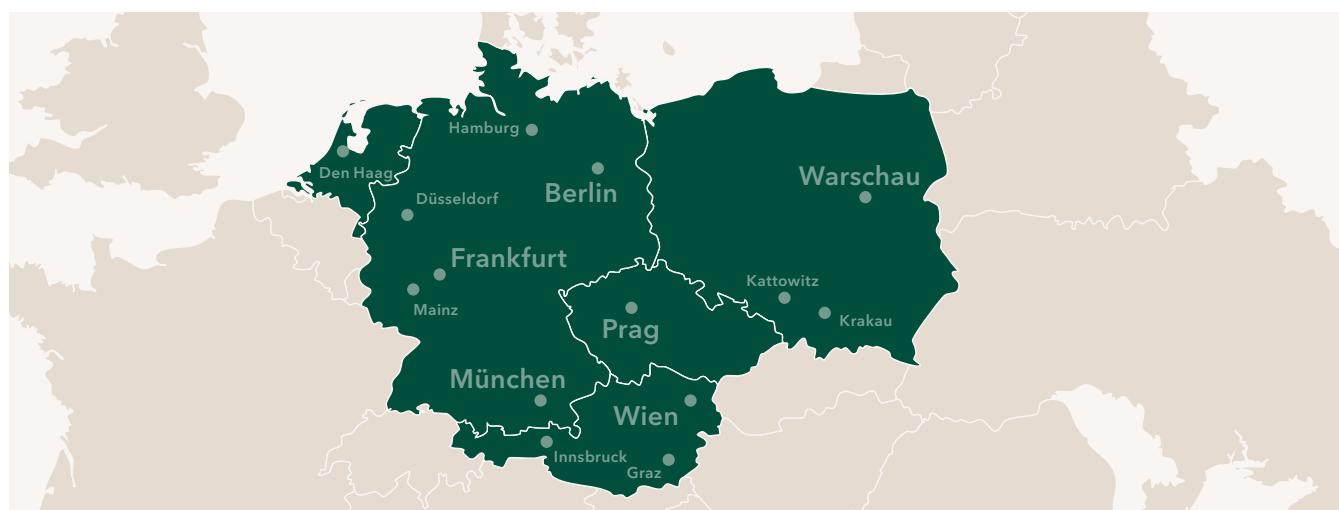 Hamburg
Den Haag
Berlin
Warschau
Düsseldorf
Frankfurt
Kattowitz
Mainz
Krakau
Prag
München
Wien
Innsbruck
Graz